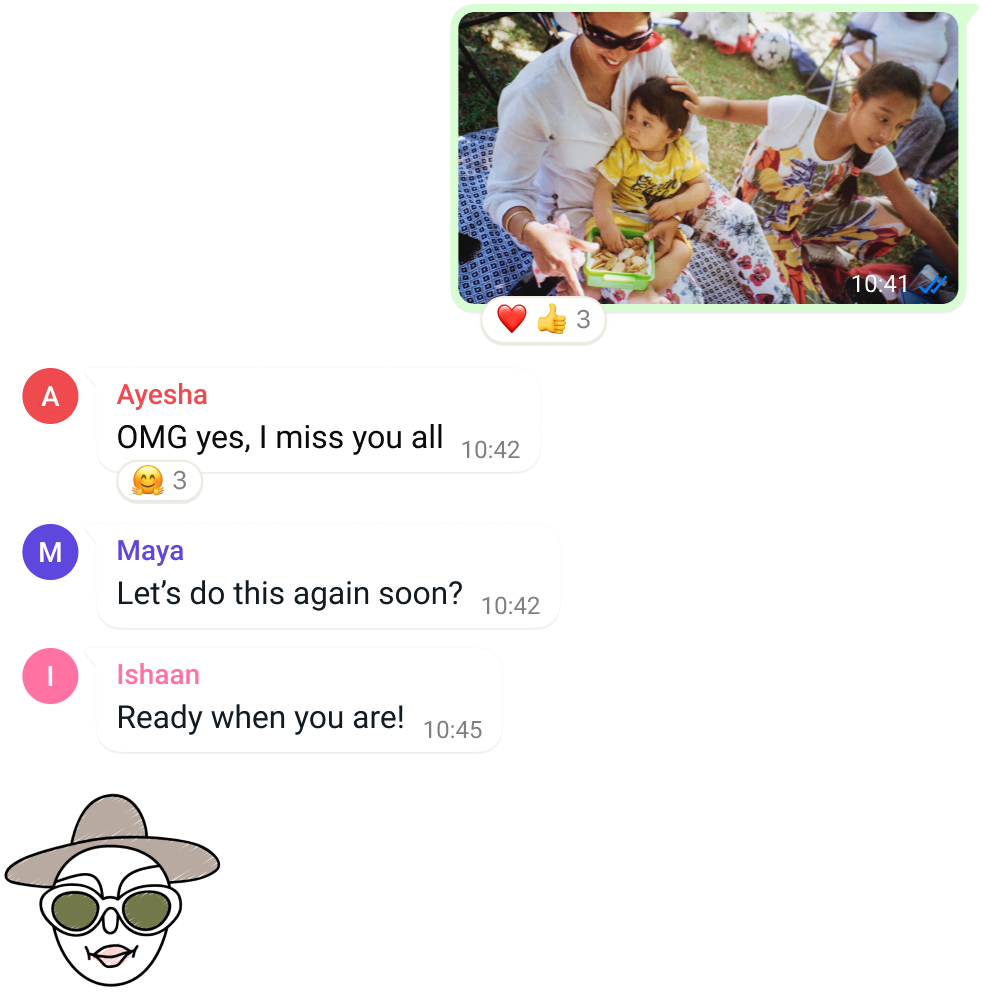 10:41
3
A
Ayesha
OMG yes, I miss you all 10:42
3
M
Maya
Let’s do this again soon? 10:42
I
Ishaan
Ready when you are! 10:45